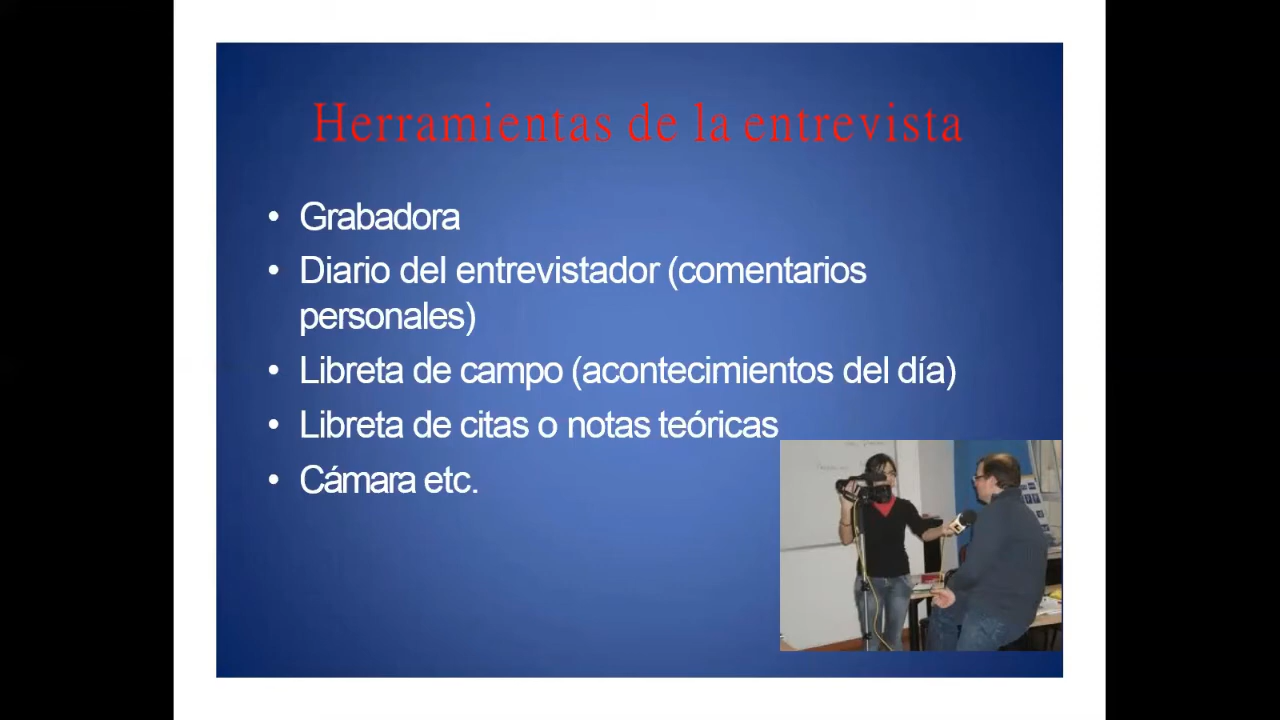 Herramientas de la entrevista
• Grabadora
• Diario del entrevistador (comentarios
personales)
• Libreta de campo (acontecimientos del día)
• Libreta de citas o notas teóricas
• Cámara etc.